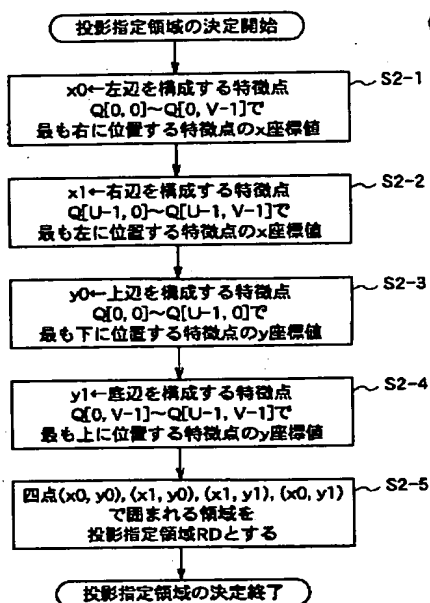 投影指定領域の決定開始
x0←左辺を構成する特徴点
Q[0, 0]~Q[0, V-1]で
最も右に位置する特徴点のx座標値
S2-1
x1←右辺を構成する特徴点
Q[U-1, 0]~Q[U-1, V-1]で
最も左に位置する特徴点のx座標値
S2-2
y0←上辺を構成する特徴点
Q[0, 0]~Q[U-1, 0]で
最も下に位置する特徴点のy座標値
S2-3
y1←底辺を構成する特徴点
Q[0, V-1]~Q[U-1, V-1]で
最も上に位置する特徴点のy座標値
S2-4
四点(x0, y0), (x1, y0), (x1, y1), (x0, y1)
で囲まれる領域を
投影指定領域RDとする
S2-5
投影指定領域の決定終了